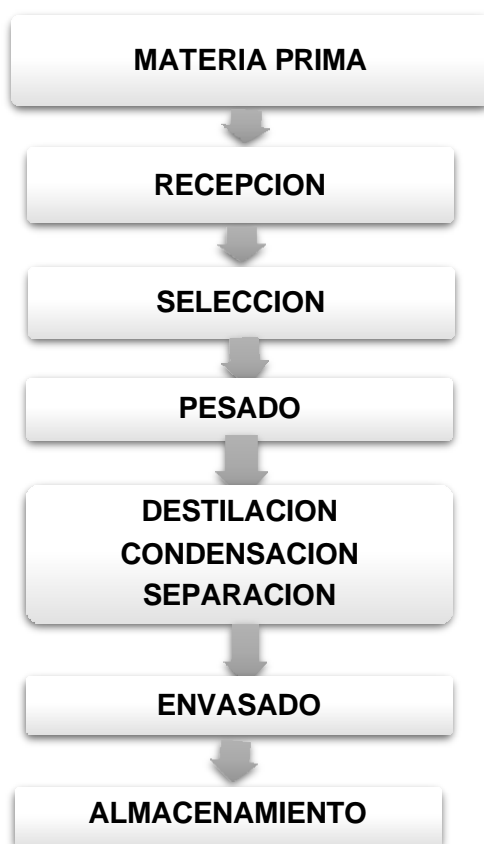 MATERIA PRIMA
RECEPCION
SELECCION
PESADO
DESTILACION
CONDENSACION
SEPARACION
ENVASADO
ALMACENAMIENTO